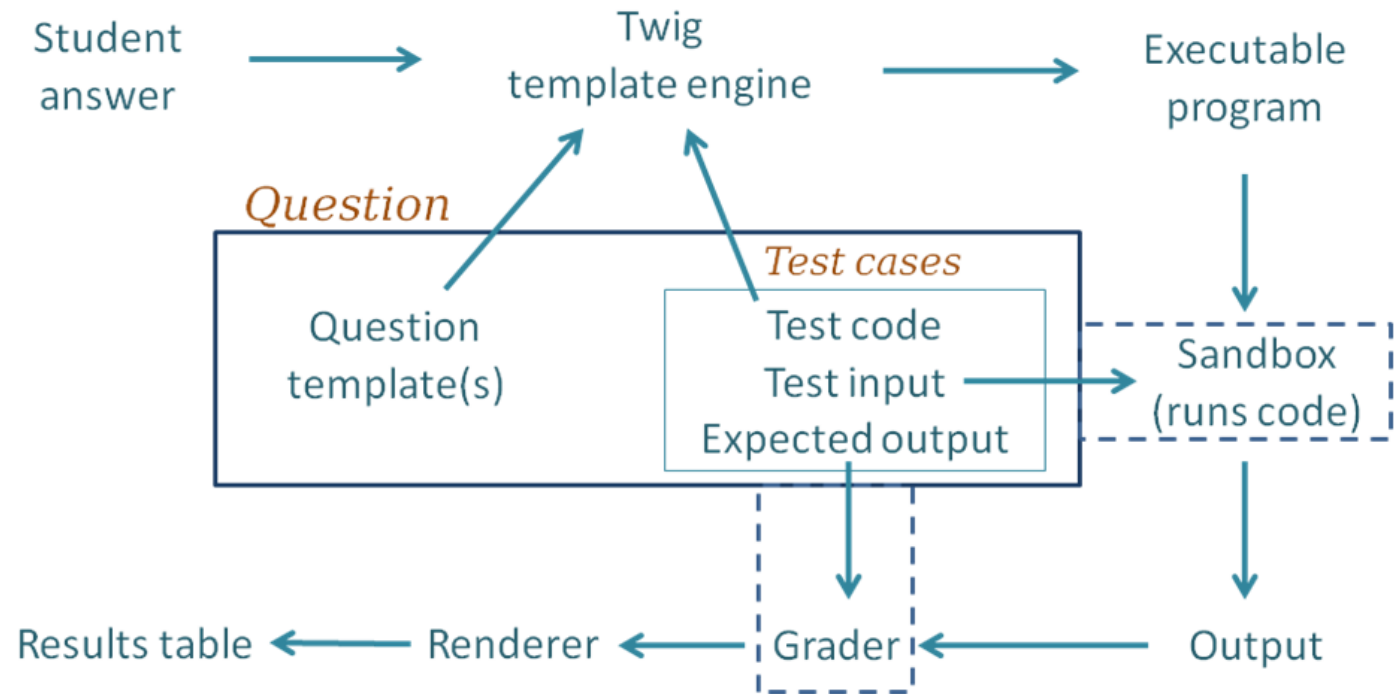 Student
answer
Twig
template engine
Executable
program
Question
Test cases
Question
template(s)
Test code
Test input
Expected output
Sandbox
(runs code)
Results table
Renderer
Grader
Output